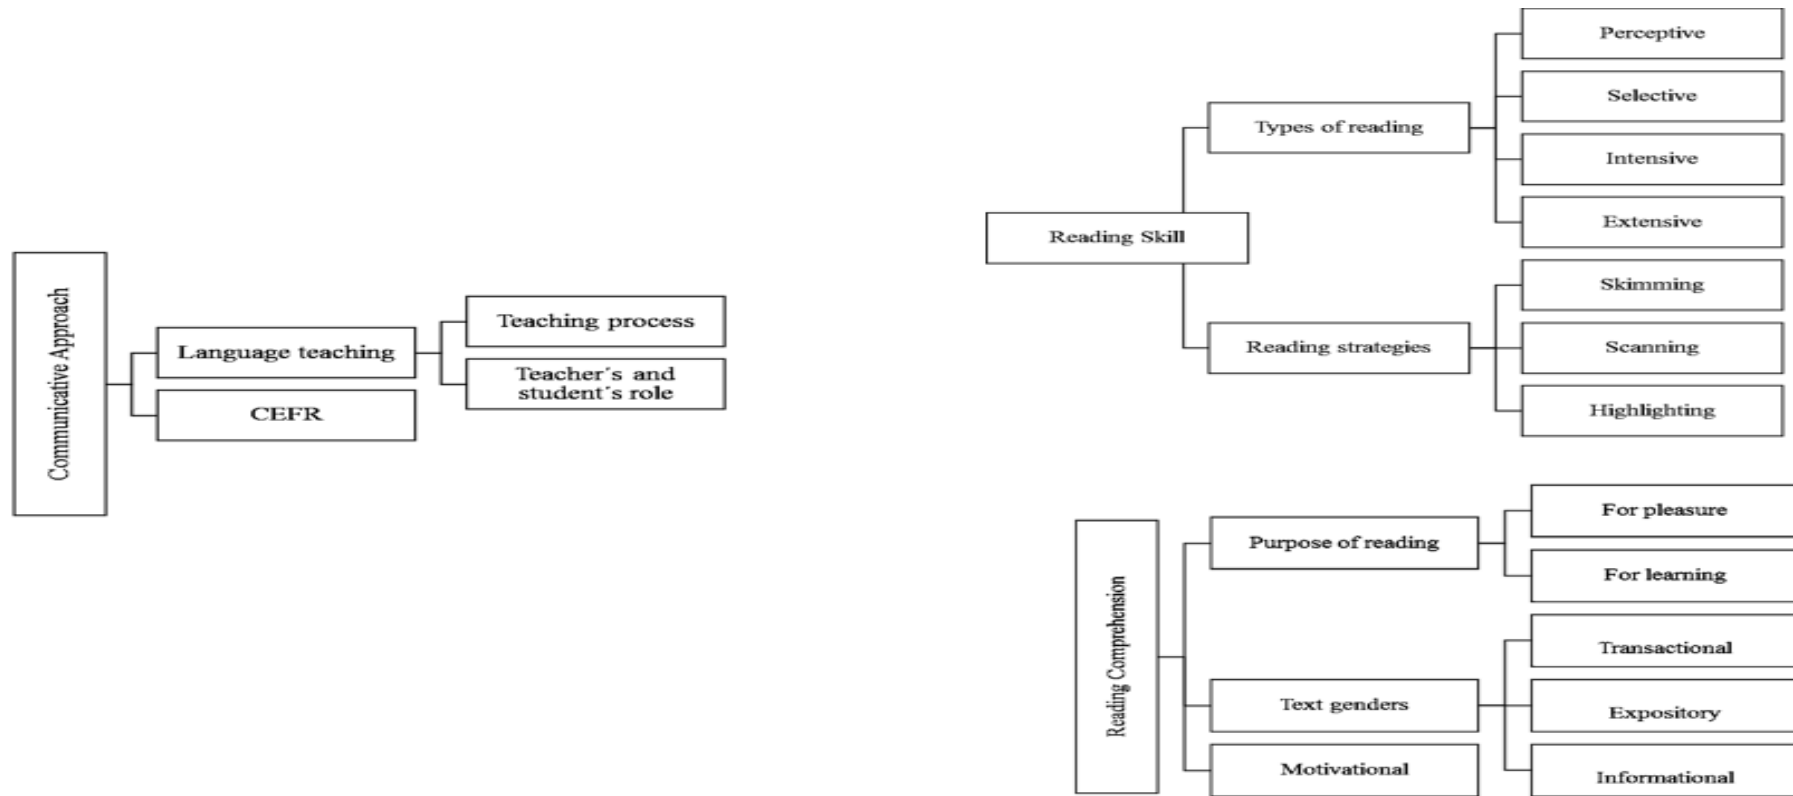 Communicative Approach
Language teaching
CEFR
Teaching process
Teacher´s and
student´s role
Reading Skill
Types of reading
Perceptive
Selective
Intensive
Extensive
Reading strategies
Skimming
Scanning
Highlighting
Reading Comprehension
Purpose of reading
For pleasure
For learning
Text genders
Transactional
Expository
Informational
Motivational